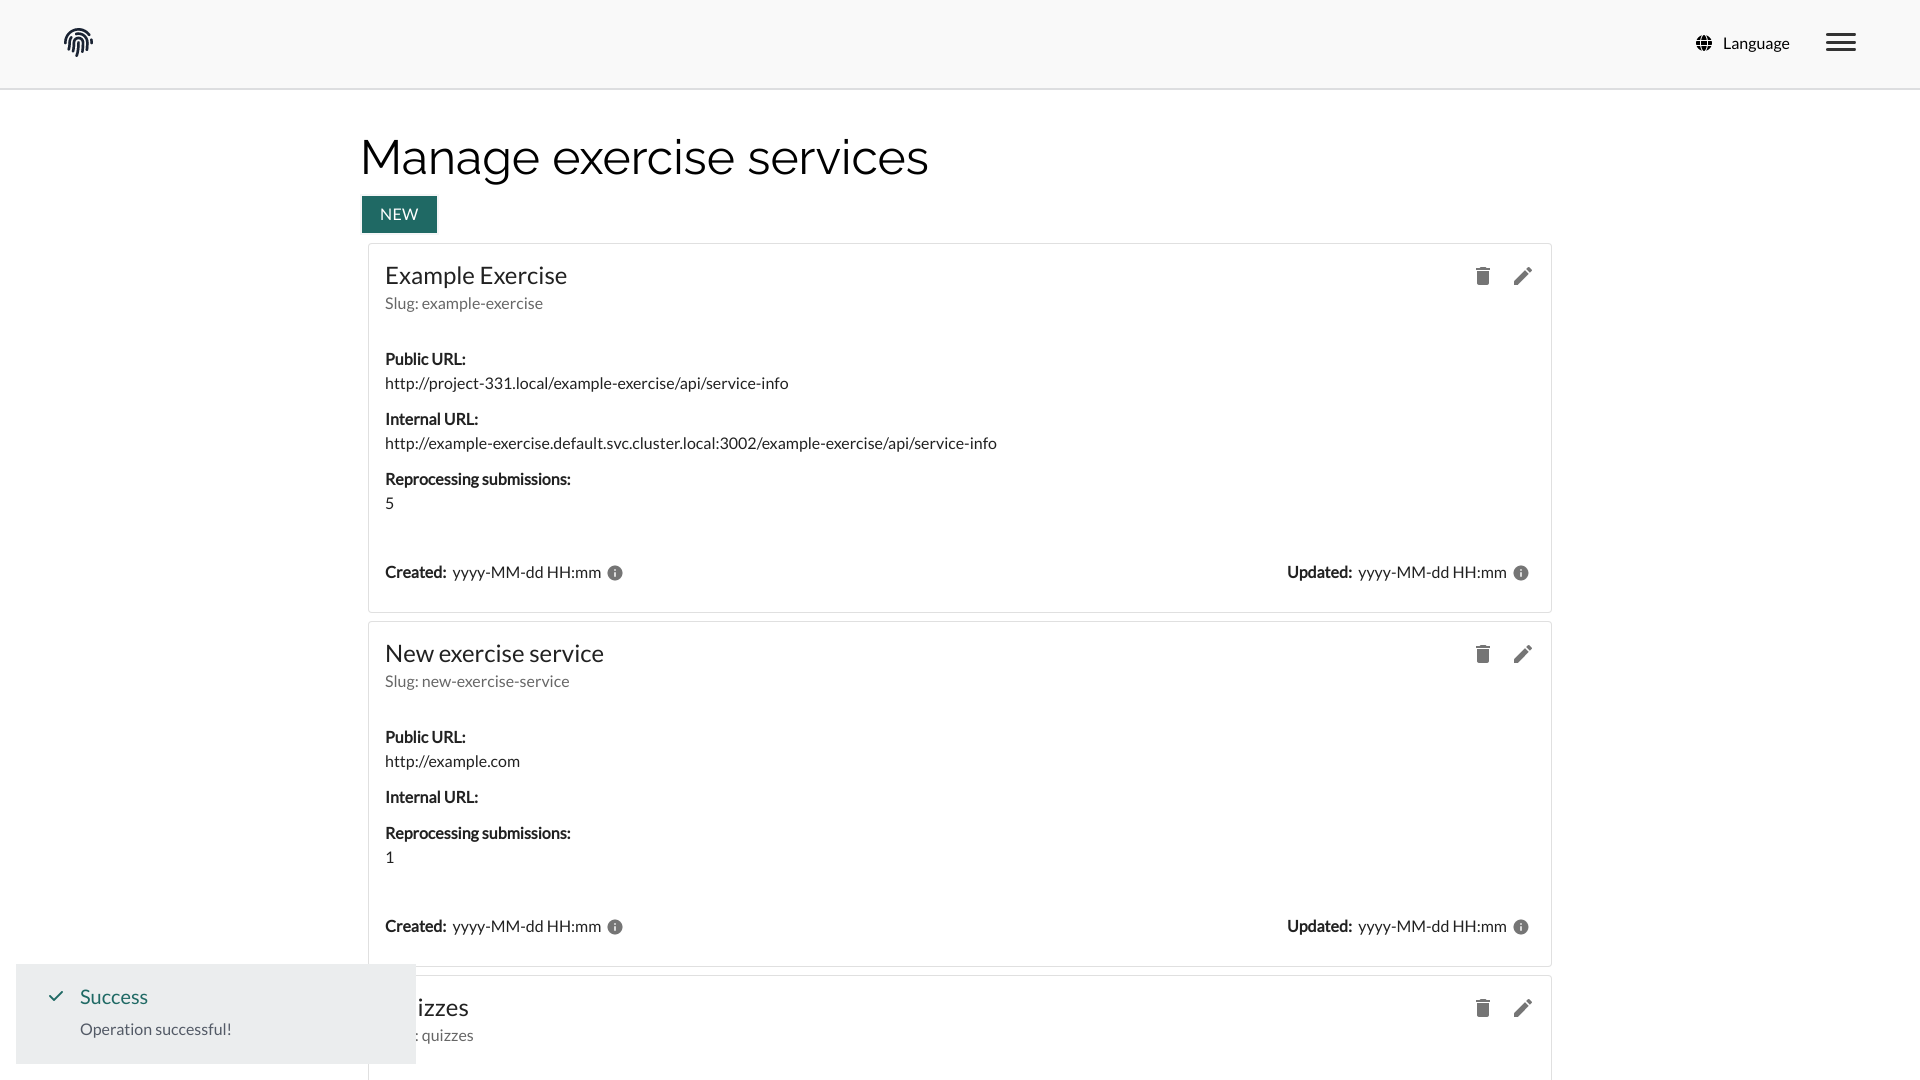 Language
Manage exercise services
NEW
Example Exercise
Slug: example-exercise
Public URL:
http://project-331.local/example-exercise/api/service-info
Internal URL:
http://example-exercise.default.svc.cluster.local:3002/example-exercise/api/service-info
Reprocessing submissions:
5
Created: yyyy-MM-dd HH:mm
Updated: yyyy-MM-dd HH:mm
New exercise service
Slug: new-exercise-service
Public URL:
http://example.com
Internal URL:
Reprocessing submissions:
1
Created: yyyy-MM-dd HH:mm
Updated: yyyy-MM-dd HH:mm
Success
Operation successful!
izzes
: quizzes